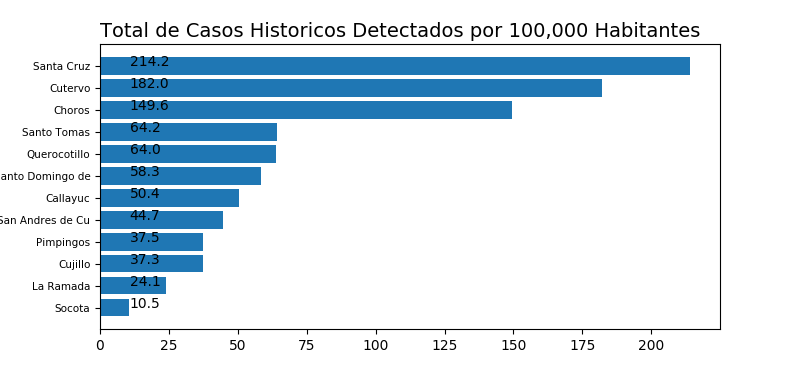 Total de Casos Historicos Detectados por 100,000 Habitantes
Santa Cruz 214.2
Cutervo 182.0
Choros 149.6
Santo Tomas 64.2
Querocotillo 64.0
anto Domingo de 58.3
Callayuc 50.4
San Andres de Cu 44.7
Pimpingos 37.5
Cujillo 37.3
La Ramada 24.1
Socota 10.5
0 25 50 75 100 125 150 175 200